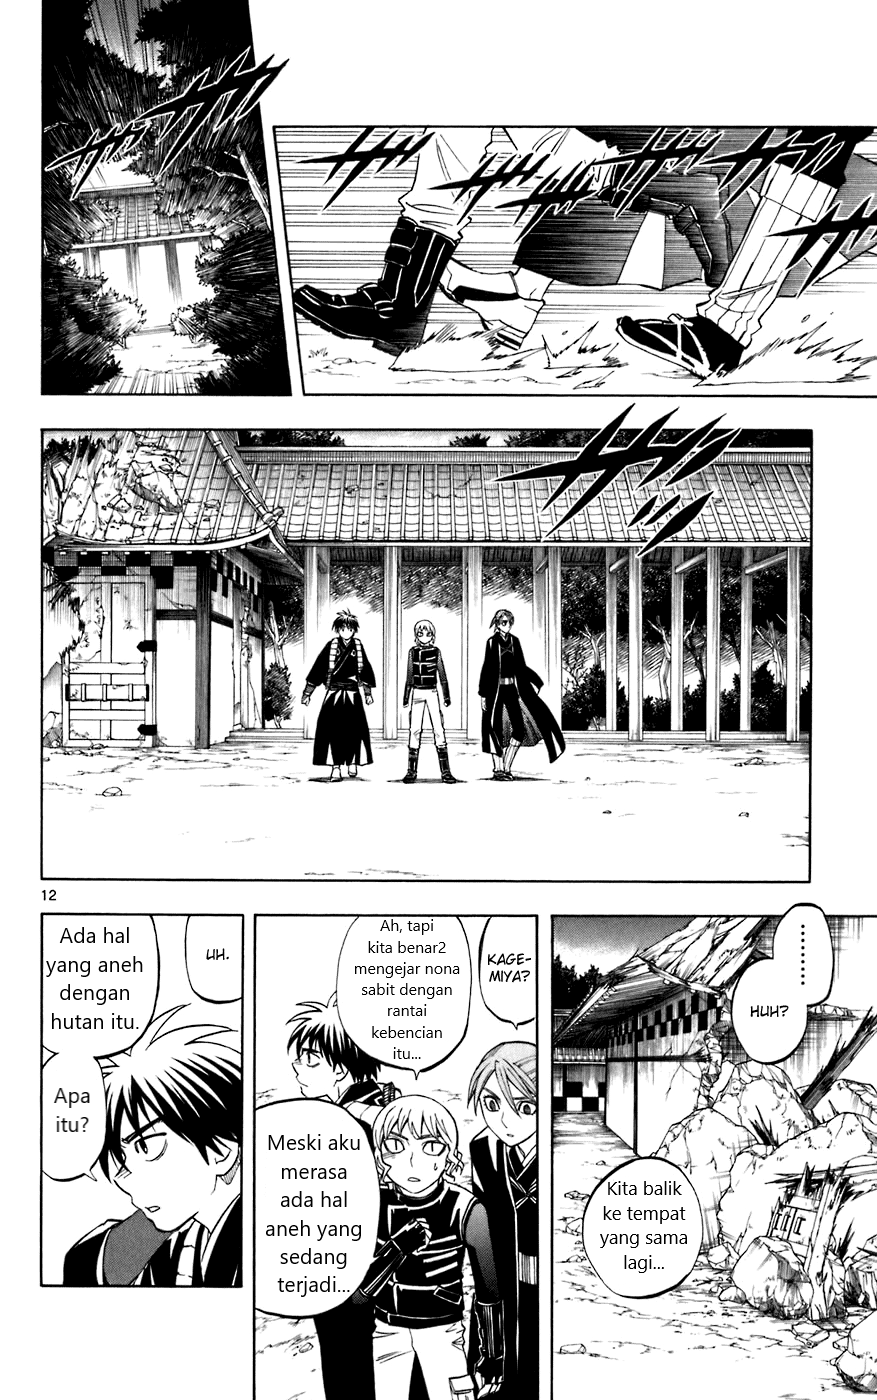 12
........
HUH?
Kita balik
ke tempat
yang sama
lagi...
KAGE-
MIYA?
Ah, tapi
kita benar2
mengejar nona
sabit dengan
rantai
kebencian
itu...
Meski aku
merasa
ada hal
aneh yang
sedang
terjadi...
UH.
Ada hal
yang aneh
dengan
hutan itu.
Apa
itu?